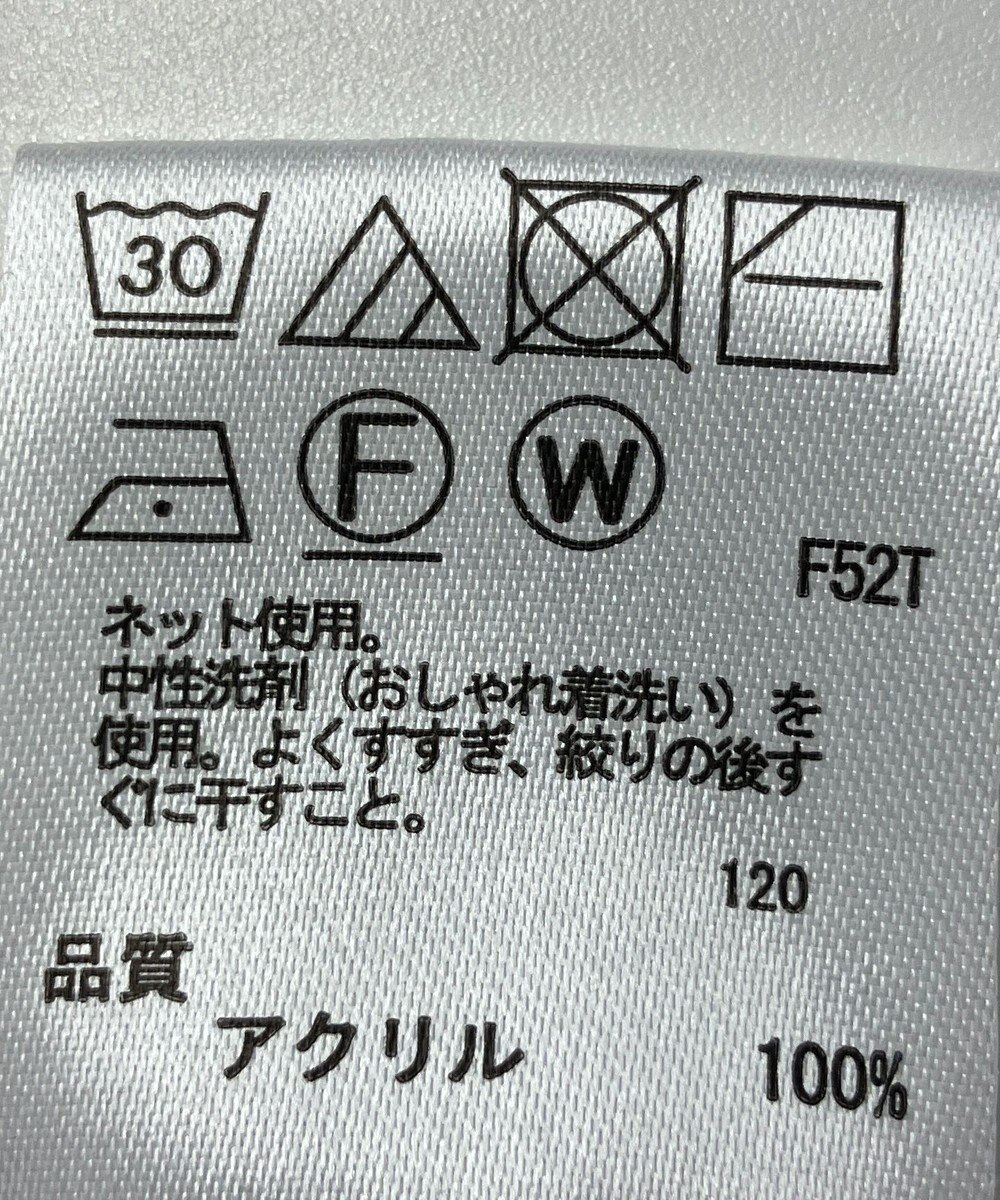 30
F W
F52T
ネット使用。
中性洗剤（おしゃれ着洗い）を
使用。よくすすぎ、絞りの後す
ぐに干すこと。
120
品質
アクリル 100%